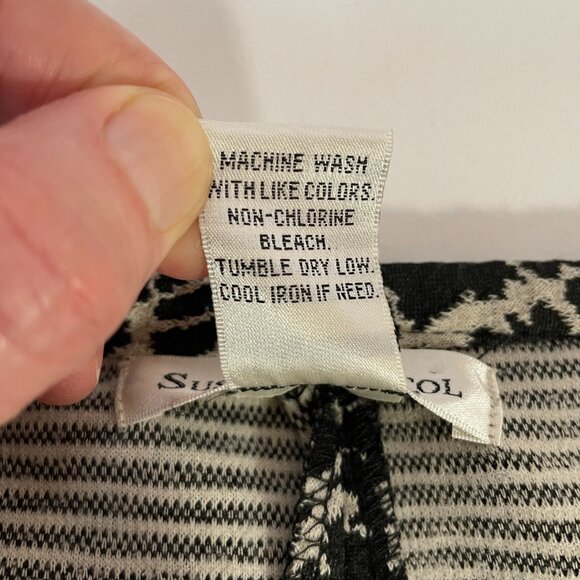 MACHINE WASH
WITH LIKE COLORS.
NON-CHLORINE
BLEACH.
TUMBLE DRY LOW.
COOL IRON IF NEED.